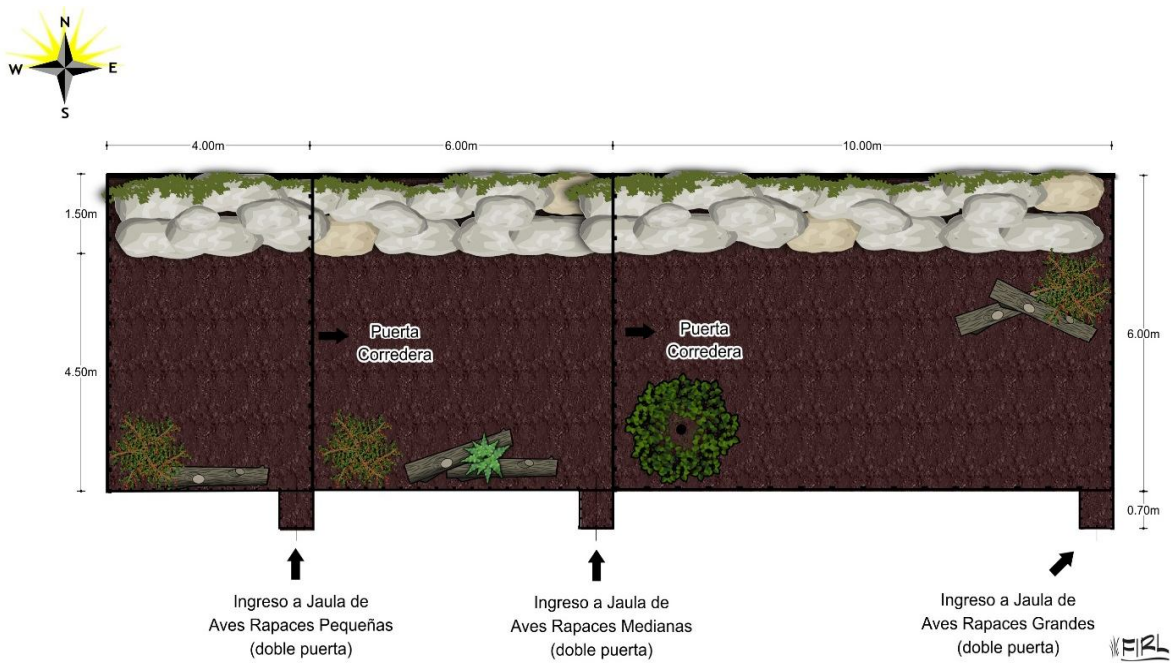 N
W E
S
4.00m 6.00m 10.00m
1.50m
4.50m
6.00m
0.70m
Puerta
Corredera
Puerta
Corredera
Ingreso a Jaula de
Aves Rapaces Pequeñas
(doble puerta)
Ingreso a Jaula de
Aves Rapaces Medianas
(doble puerta)
Ingreso a Jaula de
Aves Rapaces Grandes
(doble puerta)